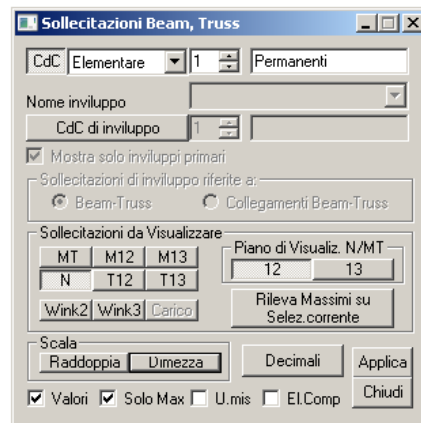 Sollecitazioni Beam, Truss
CdC Elementare 1 Permanenti
Nome inviluppo
CdC di inviluppo 1
Mostra solo inviluppi primari
Sollecitazioni di inviluppo riferite a:
Beam-Truss Collegamenti Beam-Truss
Sollecitazioni da Visualizzare
MT M12 M13
N T12 T13
Wink2 Wink3 Carico
Piano di Visualiz. N/MT
12 13
Rileva Massimi su
Selez.corrente
Scala
Raddoppia Dimezza
Decimali
Applica
Chiudi
Valori Solo Max U.mis El.Comp